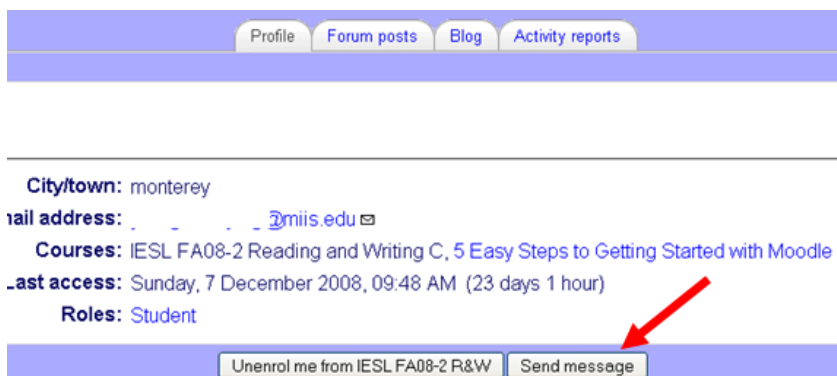 Profile Forum posts Blog Activity reports
City/town: monterey
ail address: @miis.edu
Courses: IESL FA08-2 Reading and Writing C, 5 Easy Steps to Getting Started with Moodle
Last access: Sunday, 7 December 2008, 09:48 AM (23 days 1 hour)
Roles: Student
Unenrol me from IESL FA08-2 R&W Send message